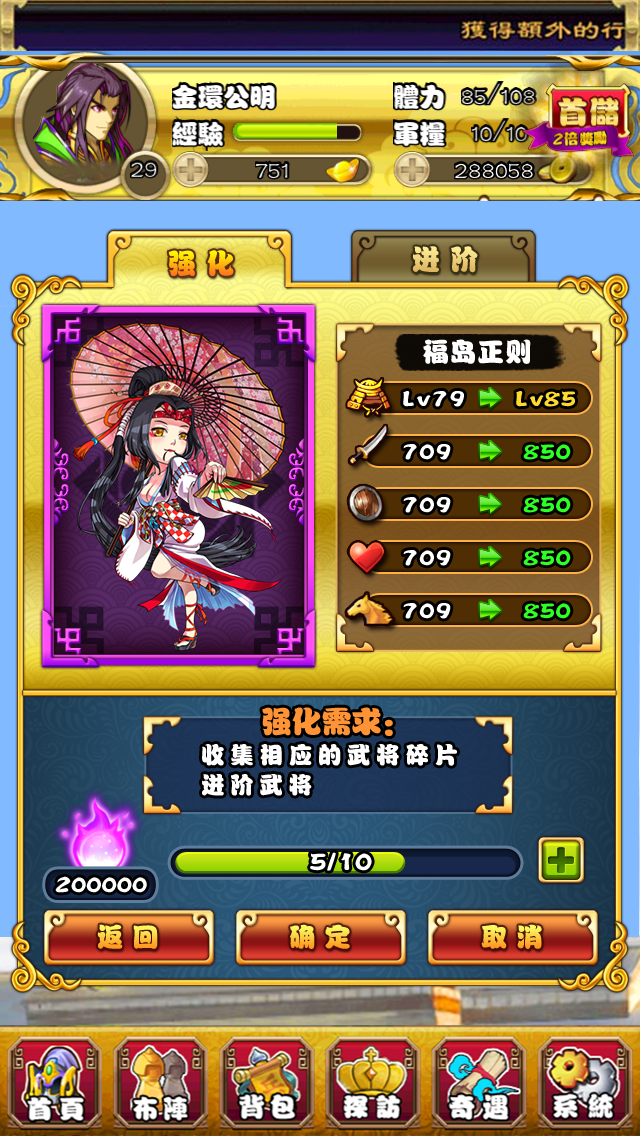 獲得額外的行
金環公明
體力 85/108
首儲
2倍獎勵
經驗
軍糧 10/10
29
751
288058
强化
进阶
福岛正则
Lv79 Lv85
709 850
709 850
709 850
709 850
强化需求:
收集相应的武将碎片
进阶武将
5/10
200000
返回
确定
取消
首頁
布陣
背包
探訪
奇遇
系統